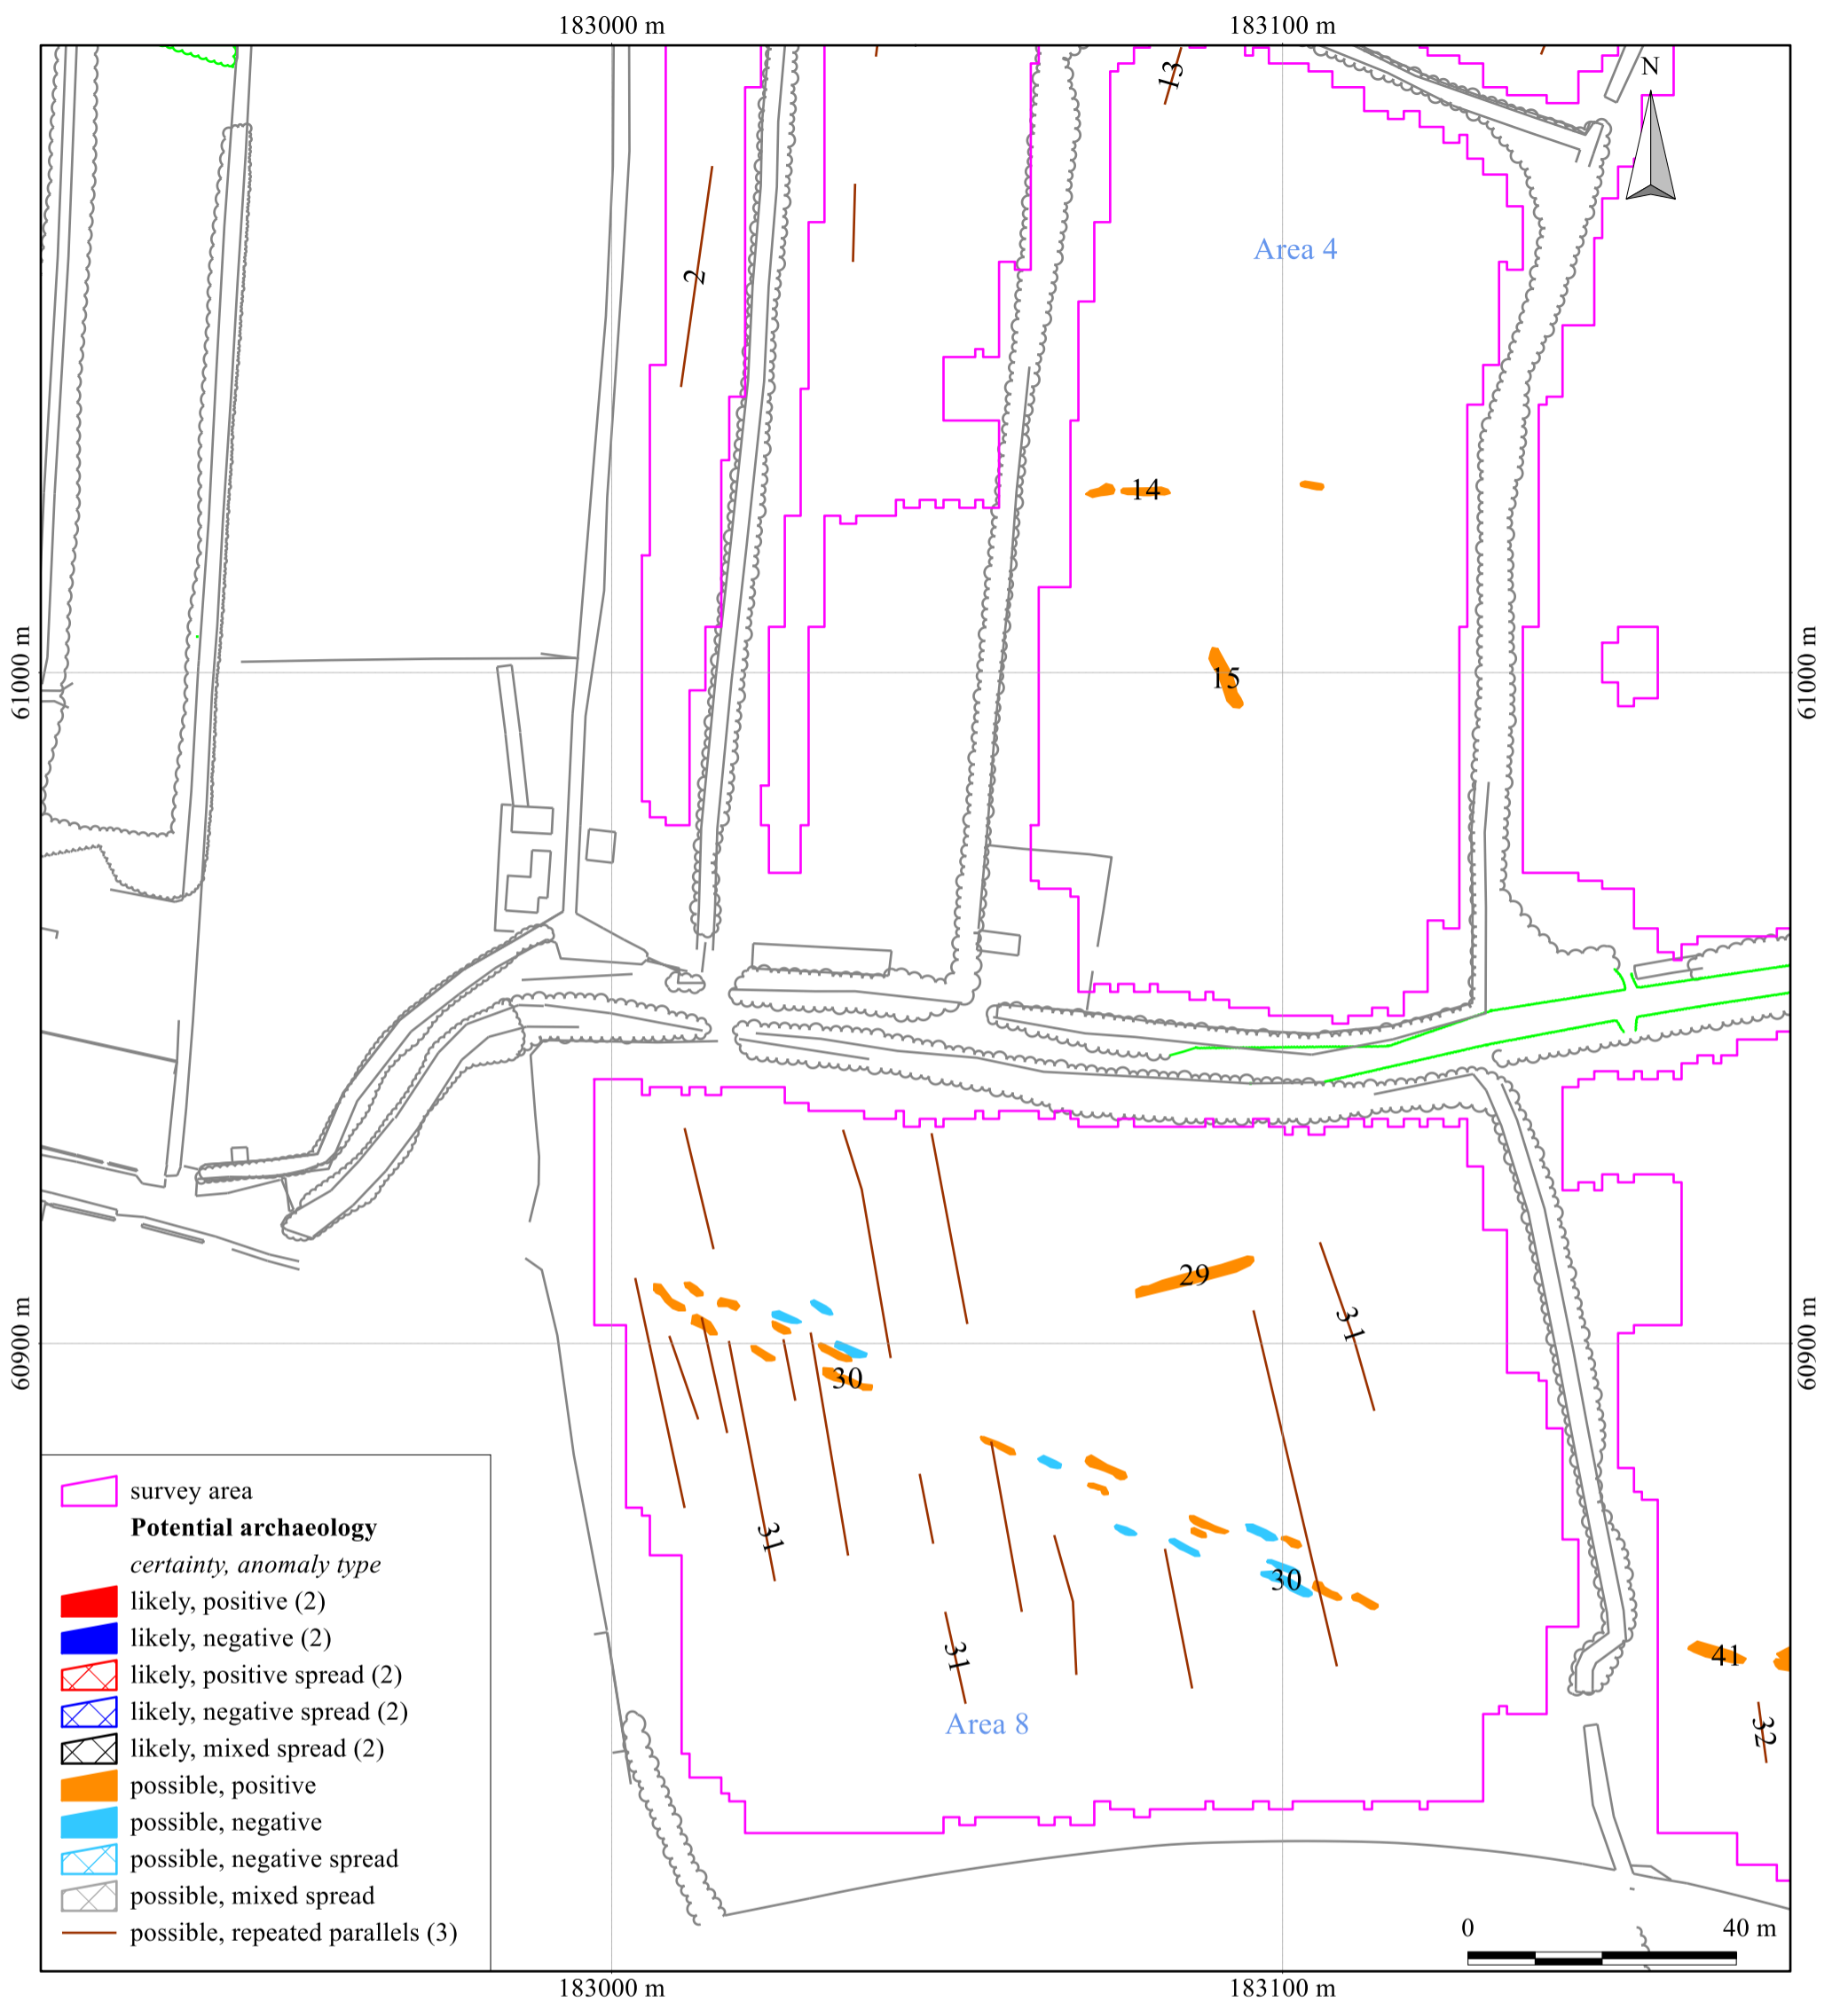 183000 m
183100 m
N
13
Area 4
2
14
61000 m
61000 m
15
29
31
60900 m
60900 m
30
31
30
31
41
32
Area 8
survey area
Potential archaeology
certainty, anomaly type
likely, positive (2)
likely, negative (2)
likely, positive spread (2)
likely, negative spread (2)
likely, mixed spread (2)
possible, positive
possible, negative
possible, negative spread
possible, mixed spread
possible, repeated parallels (3)
0
40 m
183000 m
183100 m